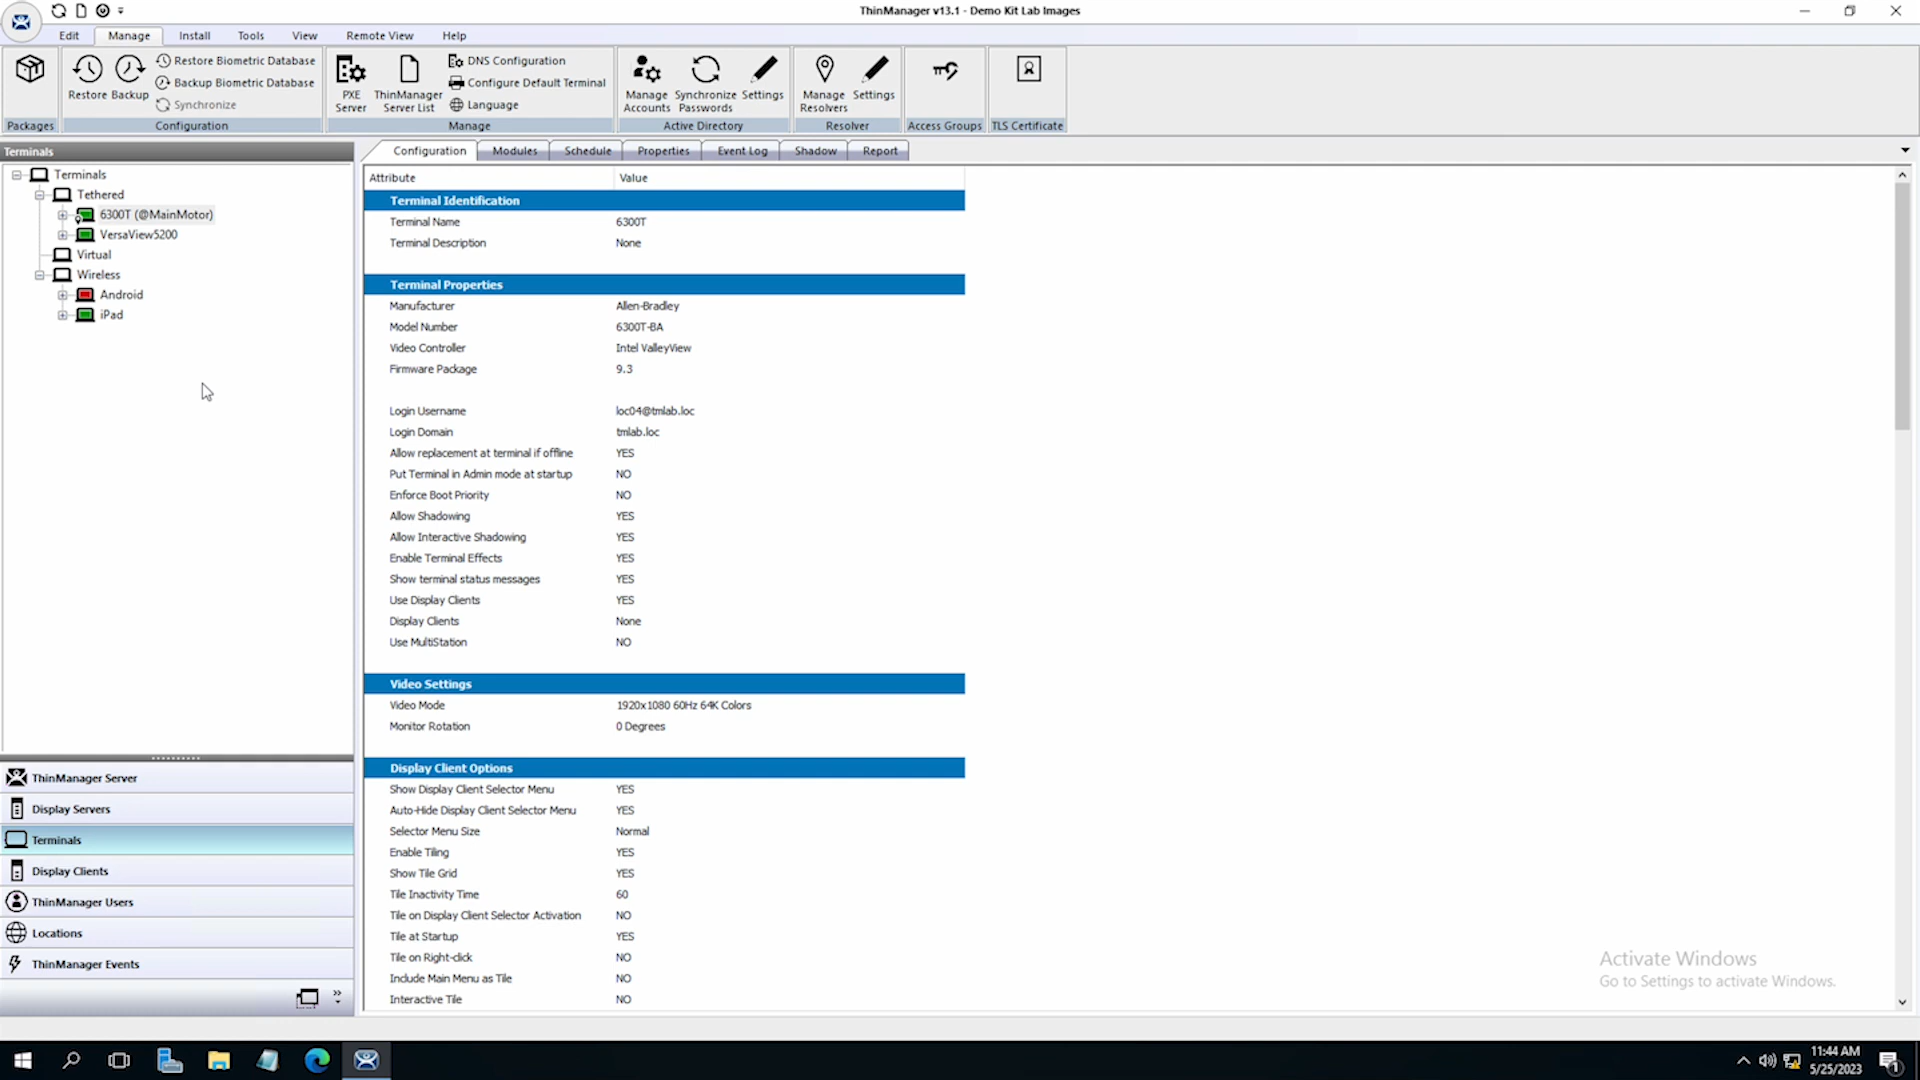 ThinManager v13.1 - Demo Kit Lab Images
Edit
Manage
Install
Tools
View
Remote View
Help
Restore
Backup
Restore Biometric Database
Backup Biometric Database
Synchronize
PXE Server
ThinManager Server List
DNS Configuration
Configure Default Terminal
Language
Manage Accounts
Synchronize Passwords
Settings
Manage Resolvers
Settings
Packages
Configuration
Manage
Active Directory
Resolver
Access Groups
TLS Certificate
Terminals
Terminals
Tethered
6300T (@MainMotor)
VersaView5200
Virtual
Wireless
Android
iPad
ThinManager Server
Display Servers
Terminals
Display Clients
ThinManager Users
Locations
ThinManager Events
Configuration
Modules
Schedule
Properties
Event Log
Shadow
Report
Attribute Value
Terminal Identification
Terminal Name 6300T
Terminal Description None
Terminal Properties
Manufacturer Allen-Bradley
Model Number 6300T-BA
Video Controller Intel ValleyView
Firmware Package 9.3
Login Username loc04@tmlab.loc
Login Domain tmlab.loc
Allow replacement at terminal if offline YES
Put Terminal in Admin mode at startup NO
Enforce Boot Priority NO
Allow Shadowing YES
Allow Interactive Shadowing YES
Enable Terminal Effects YES
Show terminal status messages YES
Use Display Clients YES
Display Clients None
Use MultiStation NO
Video Settings
Video Mode 1920x1080 60Hz 64K Colors
Monitor Rotation 0 Degrees
Display Client Options
Show Display Client Selector Menu YES
Auto-Hide Display Client Selector Menu YES
Selector Menu Size Normal
Enable Tiling YES
Show Tile Grid YES
Tile Inactivity Time 60
Tile on Display Client Selector Activation NO
Tile at Startup YES
Tile on Right-click NO
Include Main Menu as Tile NO
Interactive Tile NO
Activate Windows
Go to Settings to activate Windows.
11:44 AM
5/25/2023
1